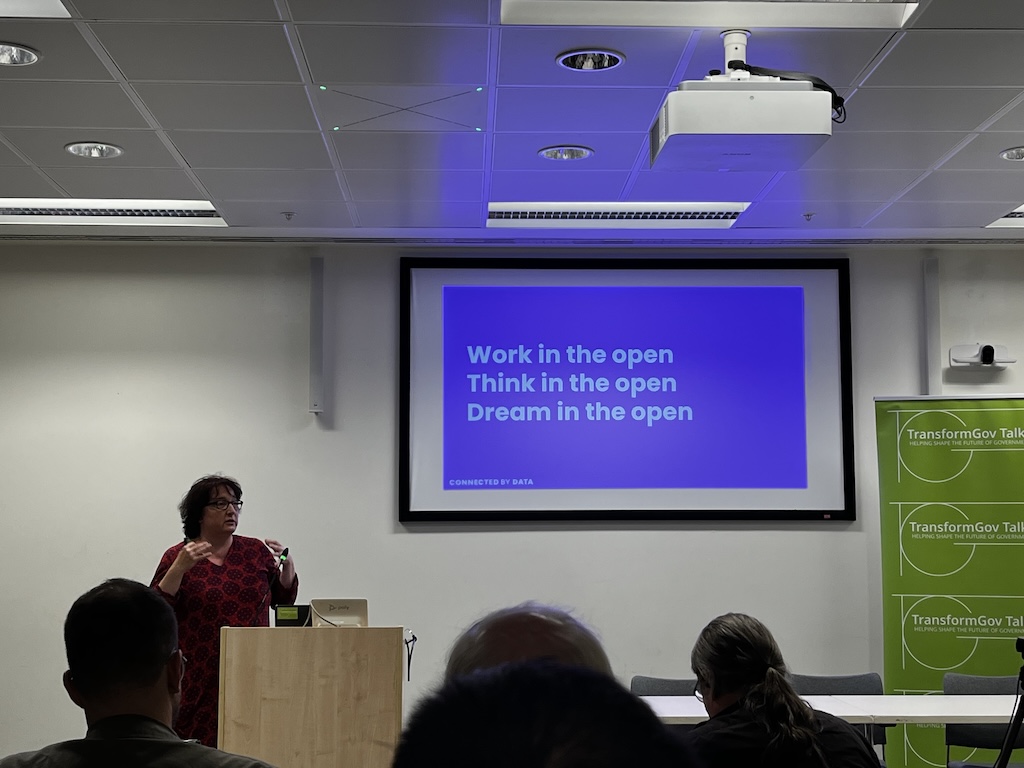 Work in the open
Think in the open
Dream in the open
CONNECTED BY DATA
TransformGov Talk
HELPING SHAPE THE FUTURE OF GOVERNME
TransformGov Talk
HELPING SHAPE THE FUTURE OF GOVERNM
TransformGov Talk
HELPING SHAPE THE FUTURE OF GOVERNM